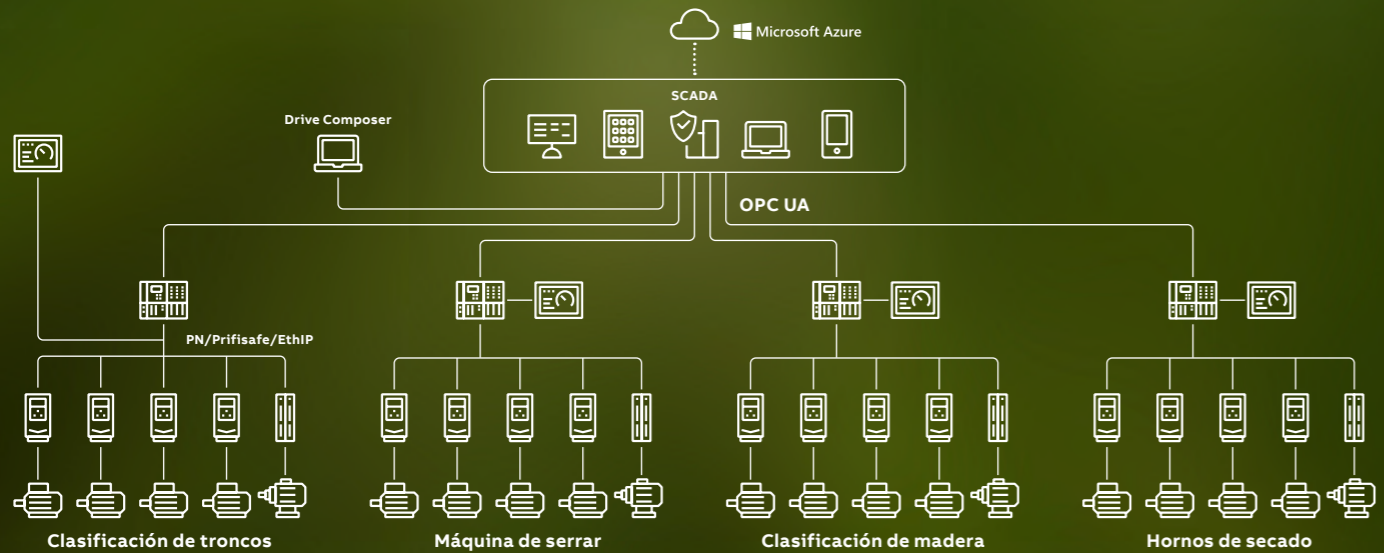 Microsoft Azure
SCADA
Drive Composer
OPC UA
PN/Prifisafe/EthIP
Clasificación de troncos
Máquina de serrar
Clasificación de madera
Hornos de secado